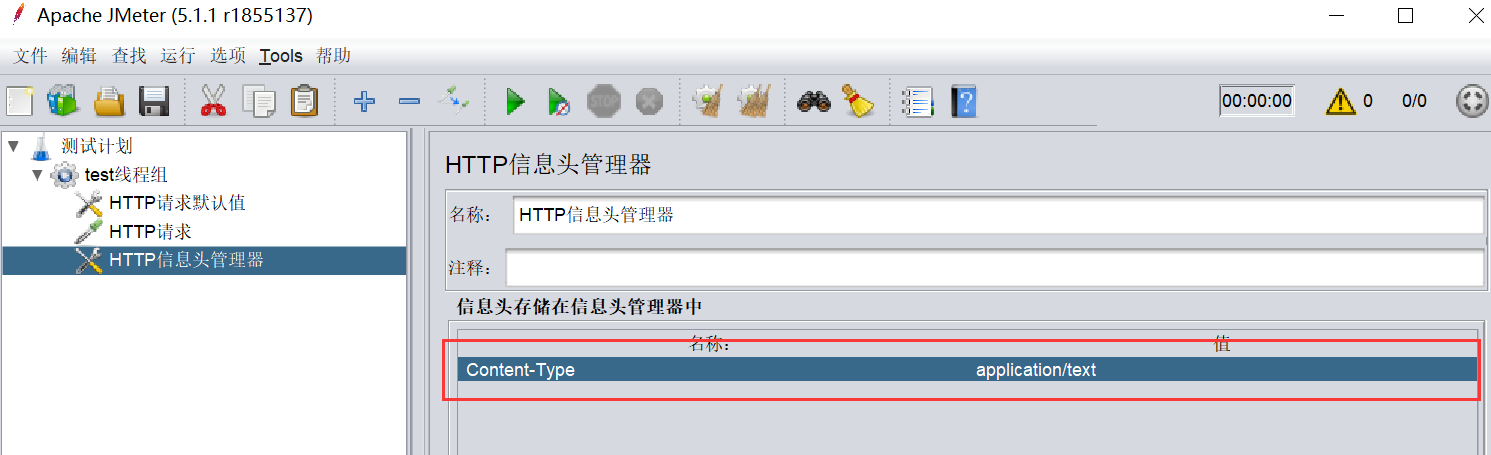 Apache JMeter (5.1.1 r1855137)
文件 编辑 查找 运行 选项 Tools 帮助
STOP 00:00:00 0 0/0
测试计划
test线程组
HTTP请求默认值
HTTP请求
HTTP信息头管理器
HTTP信息头管理器
名称： HTTP信息头管理器
注释：
信息头存储在信息头管理器中
名称： 值
Content-Type application/text